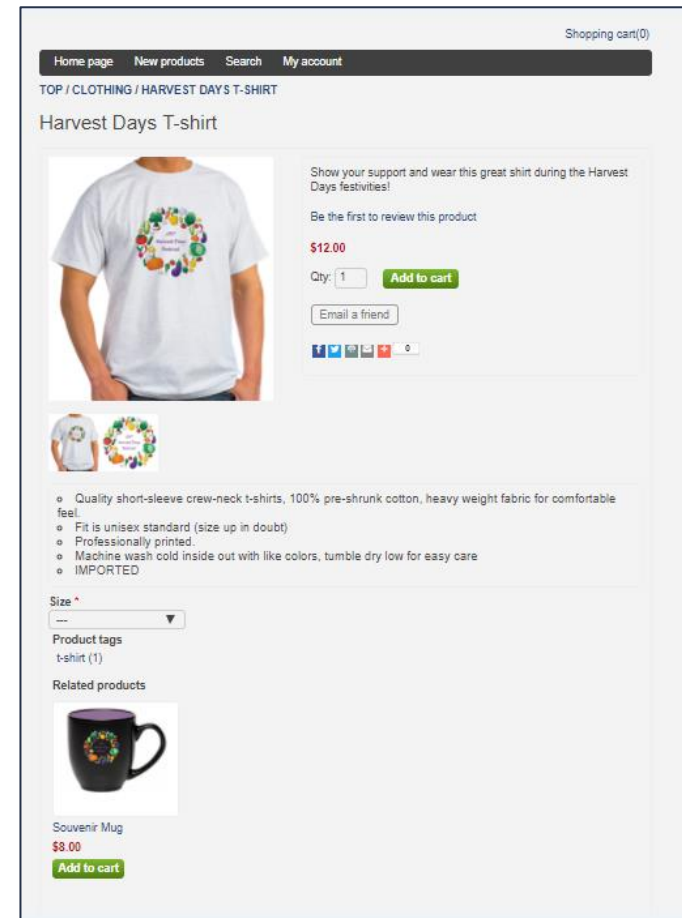 Shopping cart(0)
Home page New products Search My account
TOP / CLOTHING / HARVEST DAYS T-SHIRT
Harvest Days T-shirt
Show your support and wear this great shirt during the Harvest
Days festivities!
Be the first to review this product
$12.00
Qty: 1 Add to cart
Email a friend
0
Quality short-sleeve crew-neck t-shirts, 100% pre-shrunk cotton, heavy weight fabric for comfortable
feel.
Fit is unisex standard (size up in doubt)
Professionally printed.
Machine wash cold inside out with like colors, tumble dry low for easy care
IMPORTED
Size *
---
Product tags
t-shirt (1)
Related products
Souvenir Mug
$8.00
Add to cart